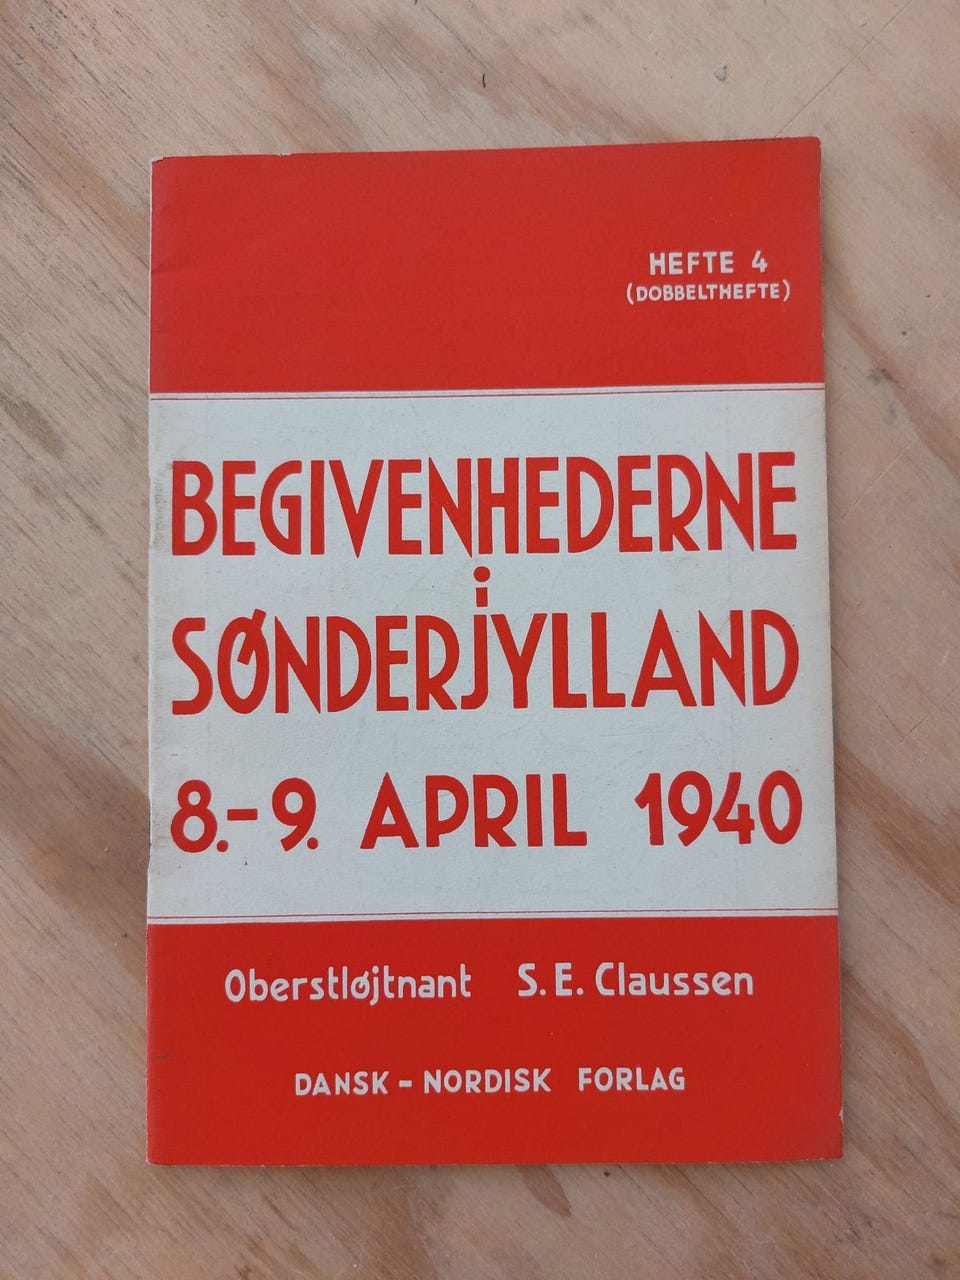 HEFTE 4
(DOBBELTHEFTE)
BEGIVENHEDERNE
i
SØNDERJYLLAND
8.-9. APRIL 1940
Oberstløjtnant S. E. Claussen
DANSK - NORDISK FORLAG